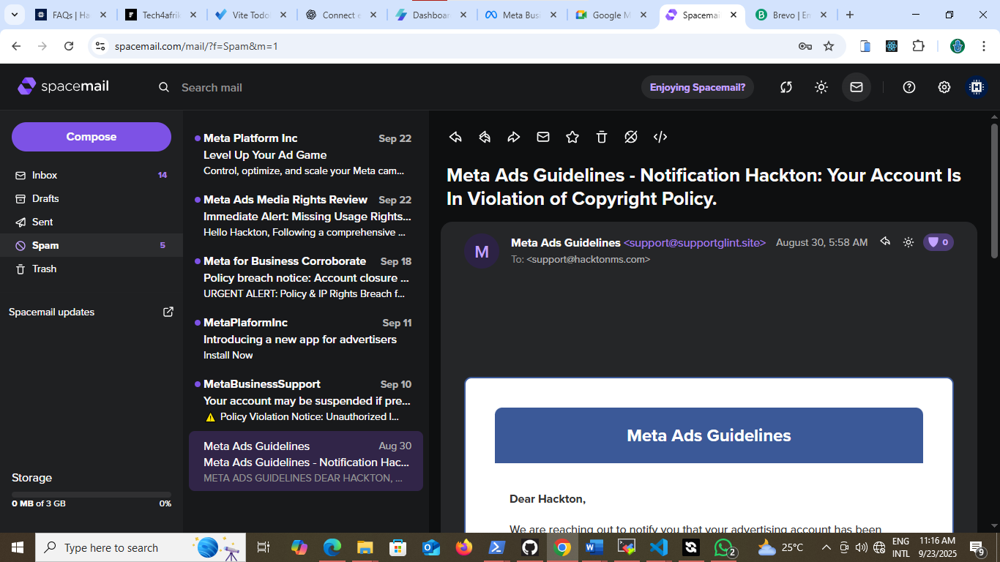 FAQs | Ha
Tech4afrik
Vite Todo
Connect e
Dashboar
Meta Busi
Google M
Spacemai
Brevo | En
spacemail.com/mail/?f=Spam&m=1
spacemail
Search mail
Enjoying Spacemail?
Compose
Inbox 14
Drafts
Sent
Spam 5
Trash
Spacemail updates
Storage
0 MB of 3 GB 0%
Meta Platform Inc Sep 22
Level Up Your Ad Game
Control, optimize, and scale your Meta cam...
Meta Ads Media Rights Review Sep 22
Immediate Alert: Missing Usage Rights...
Hello Hackton, Following a comprehensive ...
Meta for Business Corroborate Sep 18
Policy breach notice: Account closure ...
URGENT ALERT: Policy & IP Rights Breach f...
MetaPlaformInc Sep 11
Introducing a new app for advertisers
Install Now
MetaBusinessSupport Sep 10
Your account may be suspended if pre...
⚠ Policy Violation Notice: Unauthorized I...
Meta Ads Guidelines Aug 30
Meta Ads Guidelines - Notification Hac...
META ADS GUIDELINES DEAR HACKTON, ...
Meta Ads Guidelines - Notification Hackton: Your Account Is
In Violation of Copyright Policy.
M
Meta Ads Guidelines <support@supportglint.site> August 30, 5:58 AM 0
To: <support@hacktonms.com>
Meta Ads Guidelines
Dear Hackton,
We are reaching out to notify you that your advertising account has been
Type here to search
2
25°C
ENG
INTL
11:16 AM
9/23/2025
9